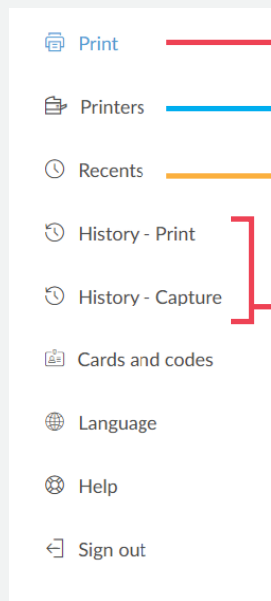 Print
Printers
Recents
History - Print
History - Capture
Cards and codes
Language
Help
Sign out